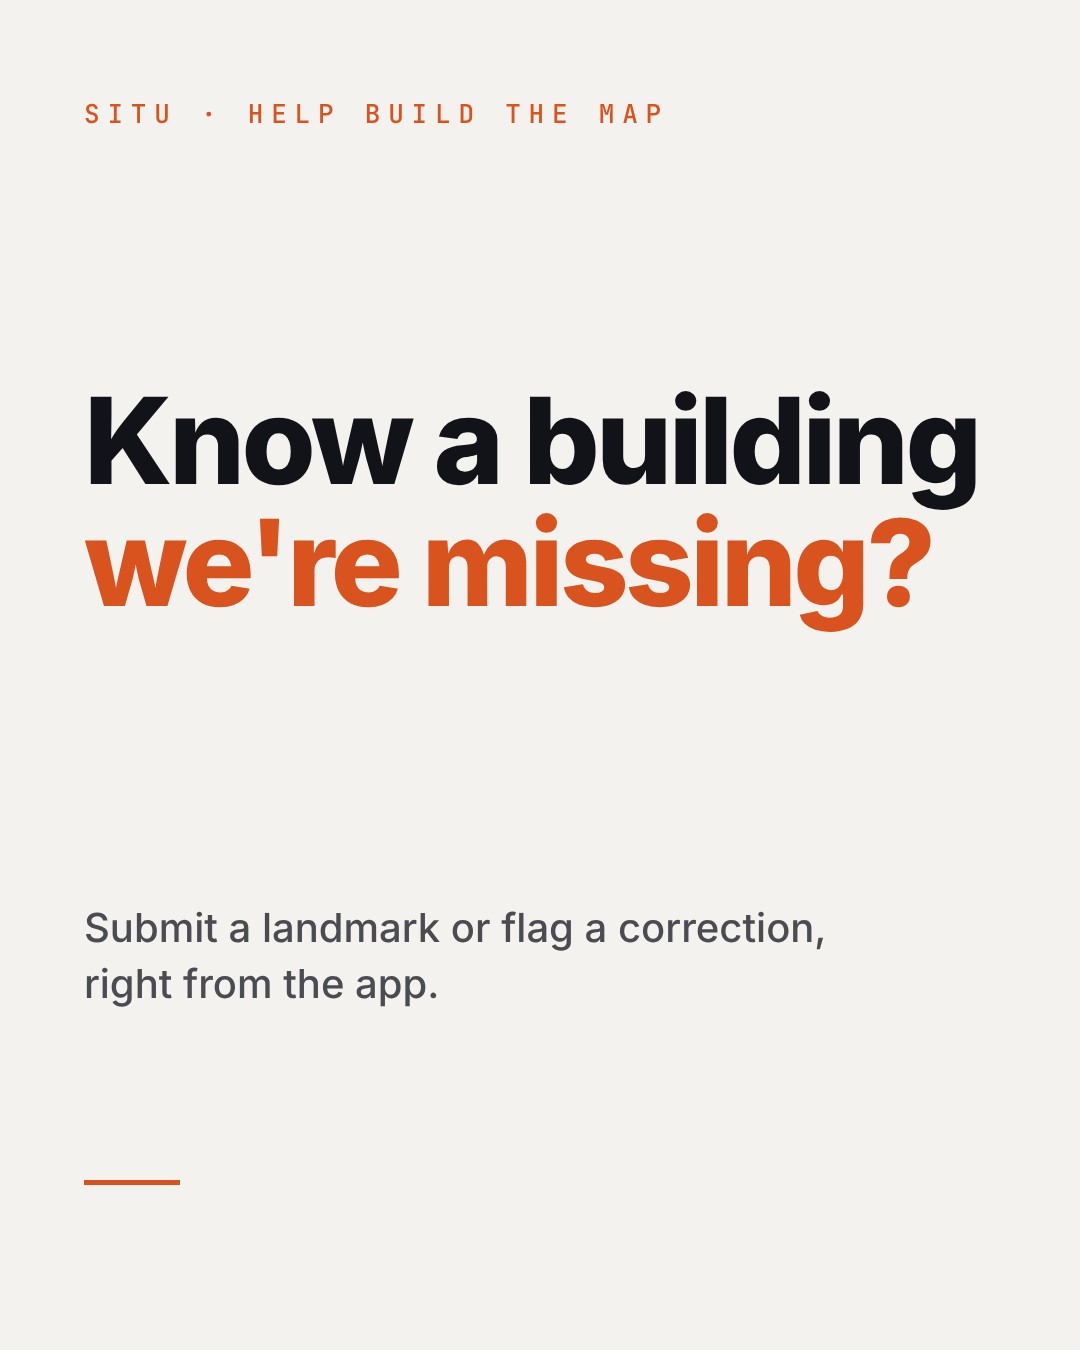 SITU · HELP BUILD THE MAP
Know a building
we're missing?
Submit a landmark or flag a correction,
right from the app.